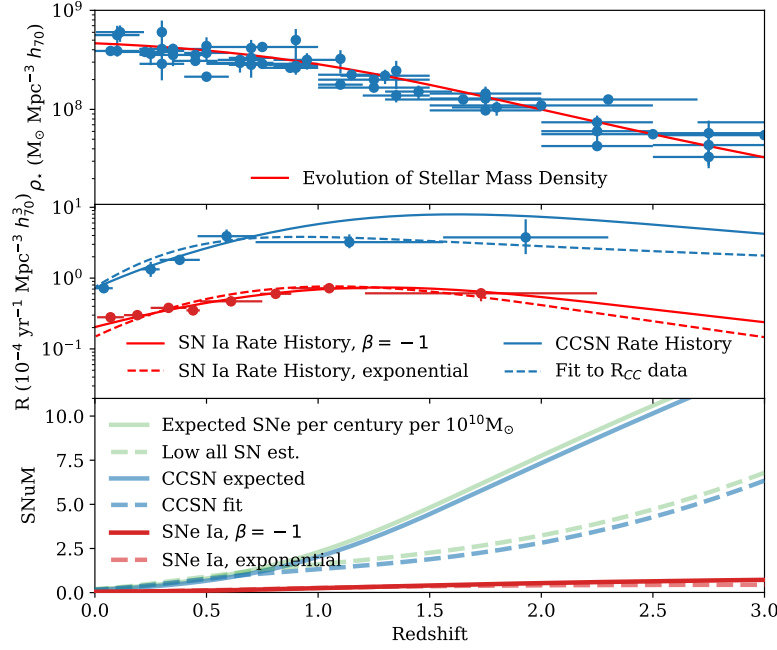 10⁹
10⁸
ρ⋆ (M⊙ Mpc⁻³ h₇₀)
Evolution of Stellar Mass Density
10¹
10⁰
10⁻¹
R (10⁻⁴ yr⁻¹ Mpc⁻³ h³₇₀)
SN Ia Rate History, β = −1
SN Ia Rate History, exponential
CCSN Rate History
Fit to R_CC data
10.0
7.5
5.0
2.5
0.0
SNuM
Expected SNe per century per 10¹⁰M⊙
Low all SN est.
CCSN expected
CCSN fit
SNe Ia, β = −1
SNe Ia, exponential
0.0 0.5 1.0 1.5 2.0 2.5 3.0
Redshift